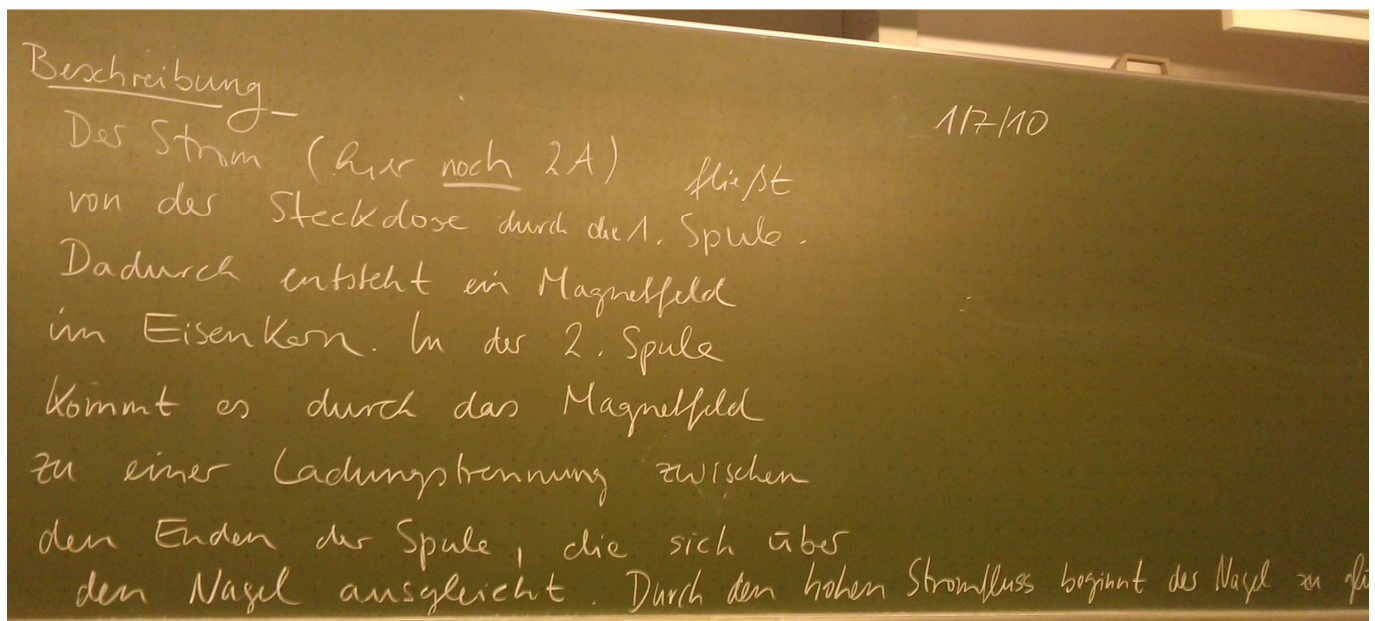 Beschreibung
1/7/10
Der Strom (hier noch 2A) fließt
von der Steckdose durch die 1. Spule.
Dadurch entsteht ein Magnetfeld
im Eisenkern. In der 2. Spule
kommt es durch das Magnetfeld
zu einer Ladungstrennung zwischen
den Enden der Spule, die sich über
den Nagel ausgleicht. Durch den hohen Stromfluss beginnt der Nagel zu